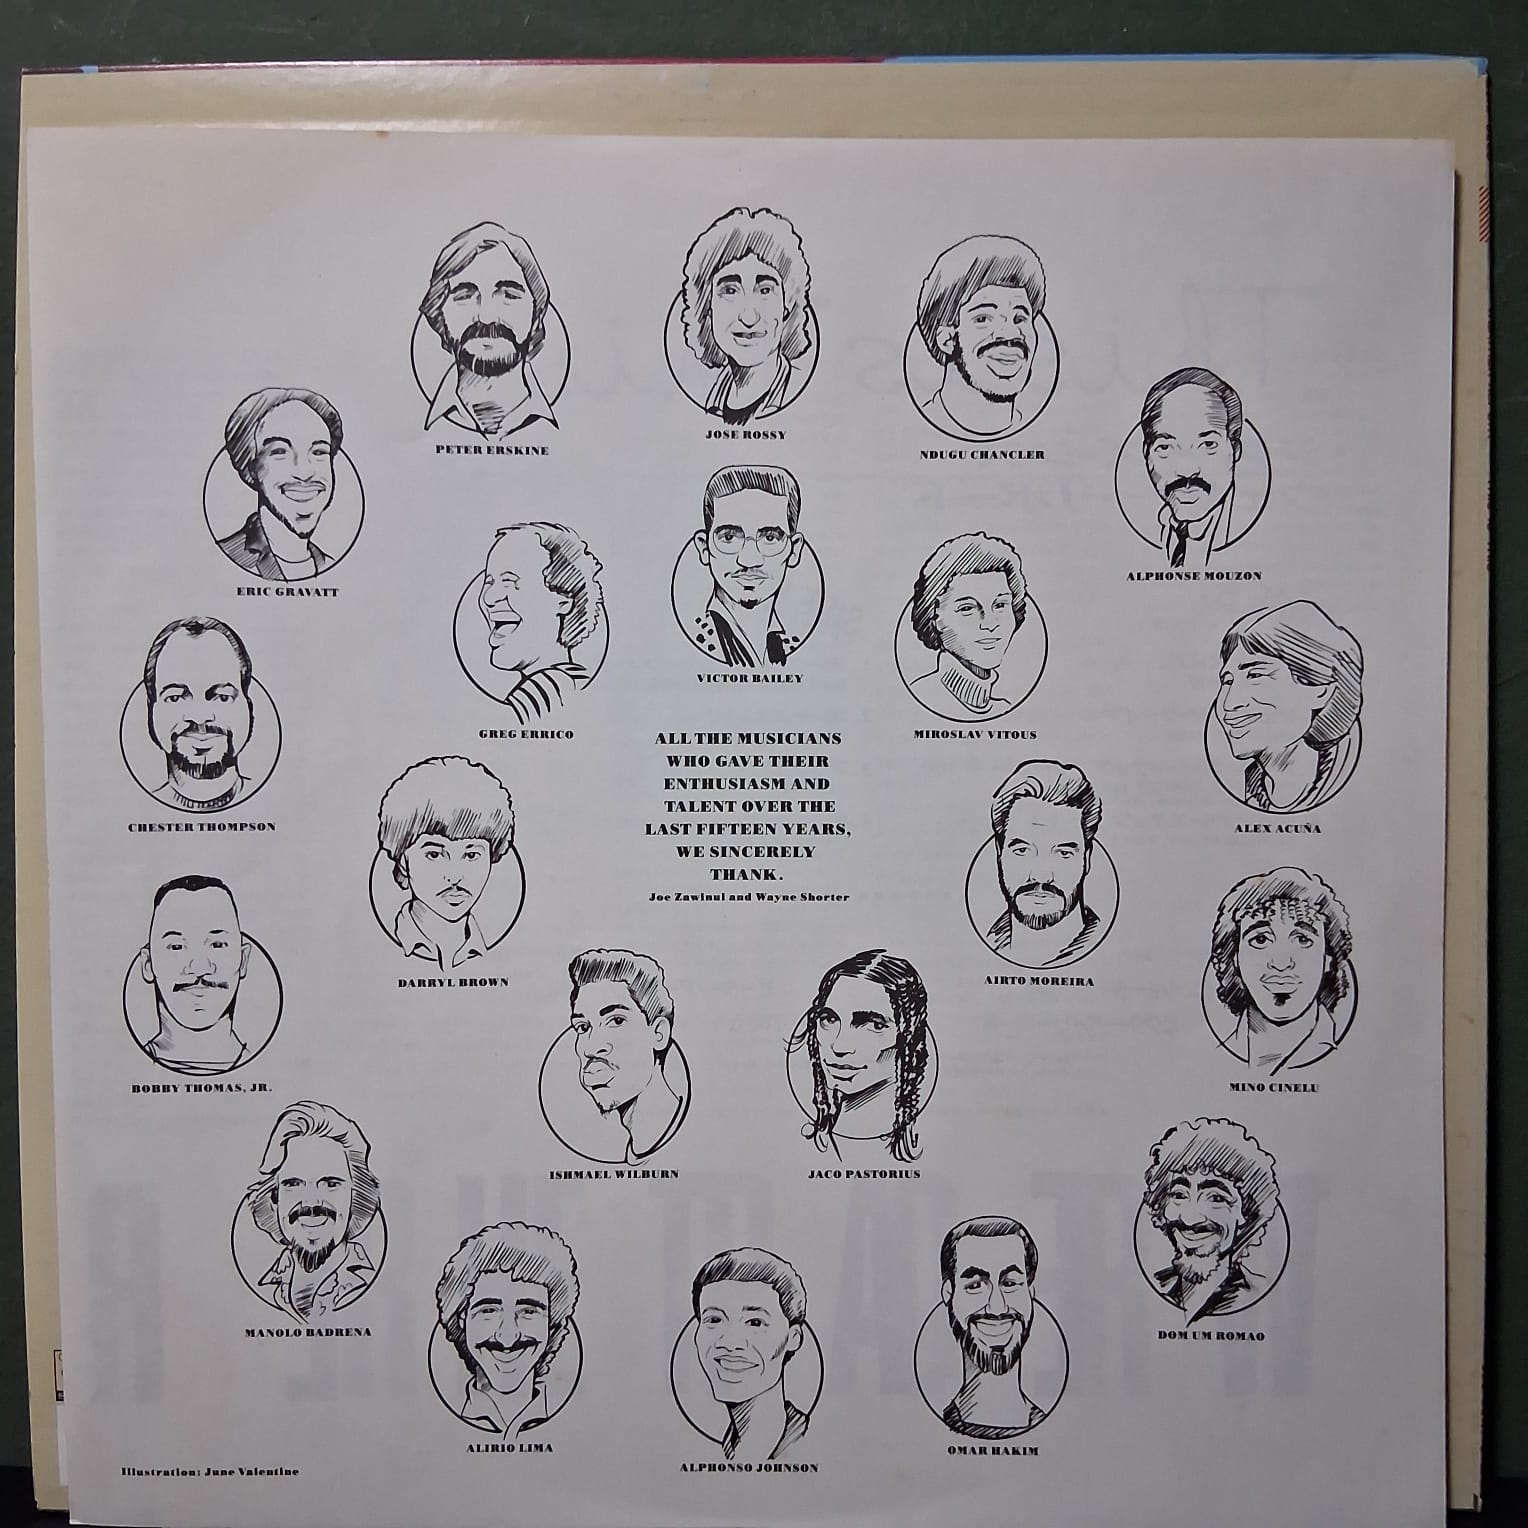 JOSE ROSSY
PETER ERSKINE
NDUGU CHANCLER
ALPHONSE MOUZON
ERIC GRAVATT
VICTOR BAILEY
GREG ERRICO
MIROSLAV VITOUS
CHESTER THOMPSON
ALEX ACUÑA
ALL THE MUSICIANS
WHO GAVE THEIR
ENTHUSIASM AND
TALENT OVER THE
LAST FIFTEEN YEARS,
WE SINCERELY
THANK.
Joe Zawinul and Wayne Shorter
DARRYL BROWN
AIRTO MOREIRA
BOBBY THOMAS, JR.
MINO CINELU
ISHMAEL WILBURN
JACO PASTORIUS
MANOLO BADRENA
DOM UM ROMAO
ALIRIO LIMA
OMAR HAKIM
ALPHONSO JOHNSON
Illustration: June Valentine